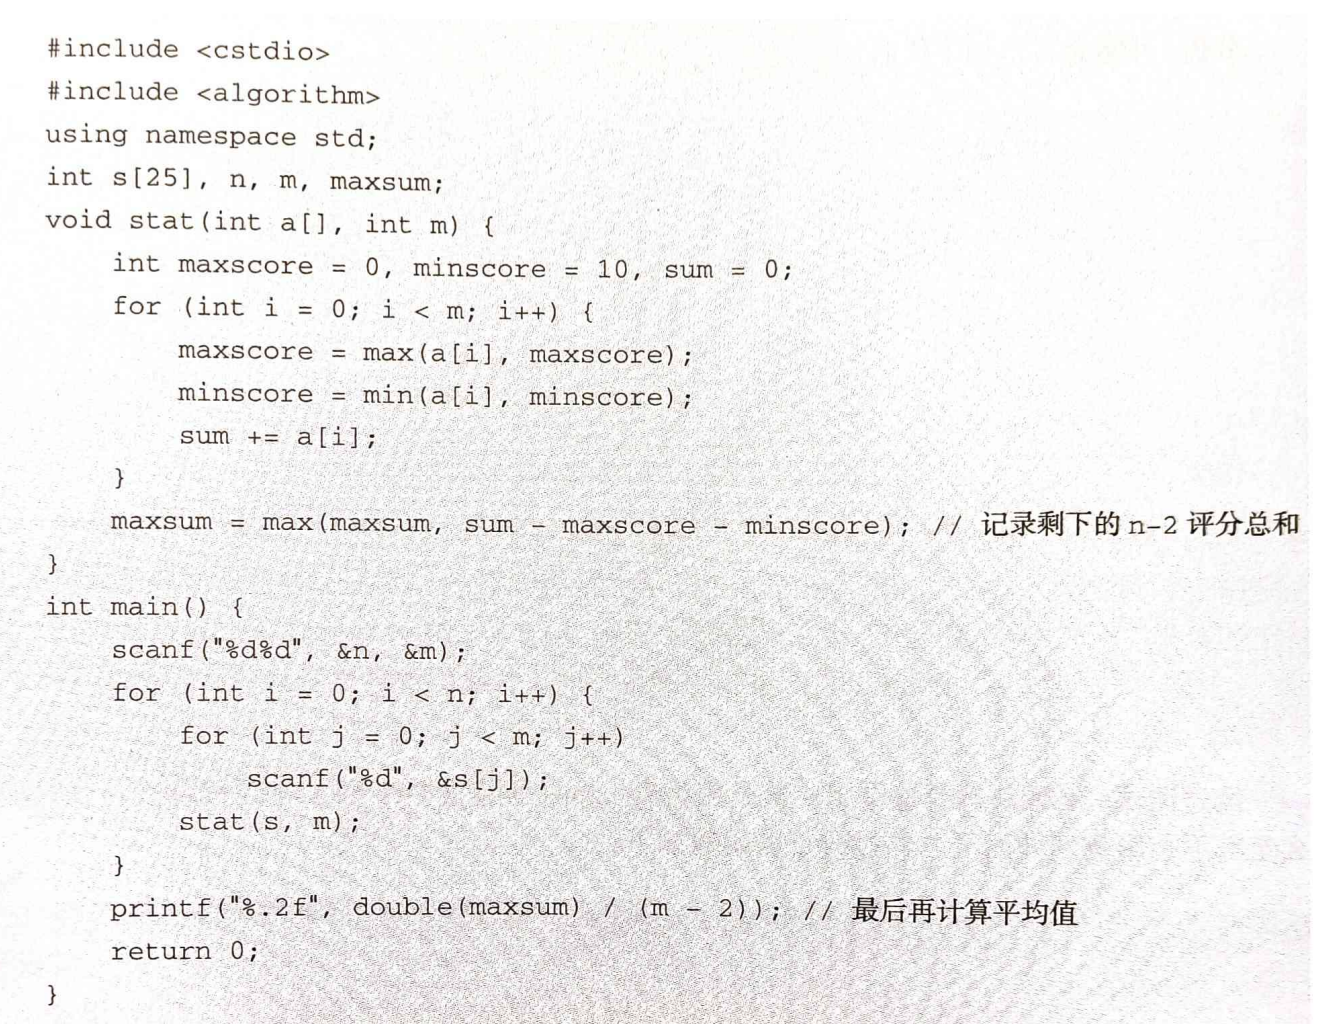 #include <cstdio>
#include <algorithm>
using namespace std;
int s[25], n, m, maxsum;
void stat(int a[], int m) {
    int maxscore = 0, minscore = 10, sum = 0;
    for (int i = 0; i < m; i++) {
        maxscore = max(a[i], maxscore);
        minscore = min(a[i], minscore);
        sum += a[i];
    }
    maxsum = max(maxsum, sum - maxscore - minscore); // 记录剩下的 n-2 评分总和
}
int main() {
    scanf("%d%d", &n, &m);
    for (int i = 0; i < n; i++) {
        for (int j = 0; j < m; j++)
            scanf("%d", &s[j]);
        stat(s, m);
    }
    printf("%.2f", double(maxsum) / (m - 2)); // 最后再计算平均值
    return 0;
}